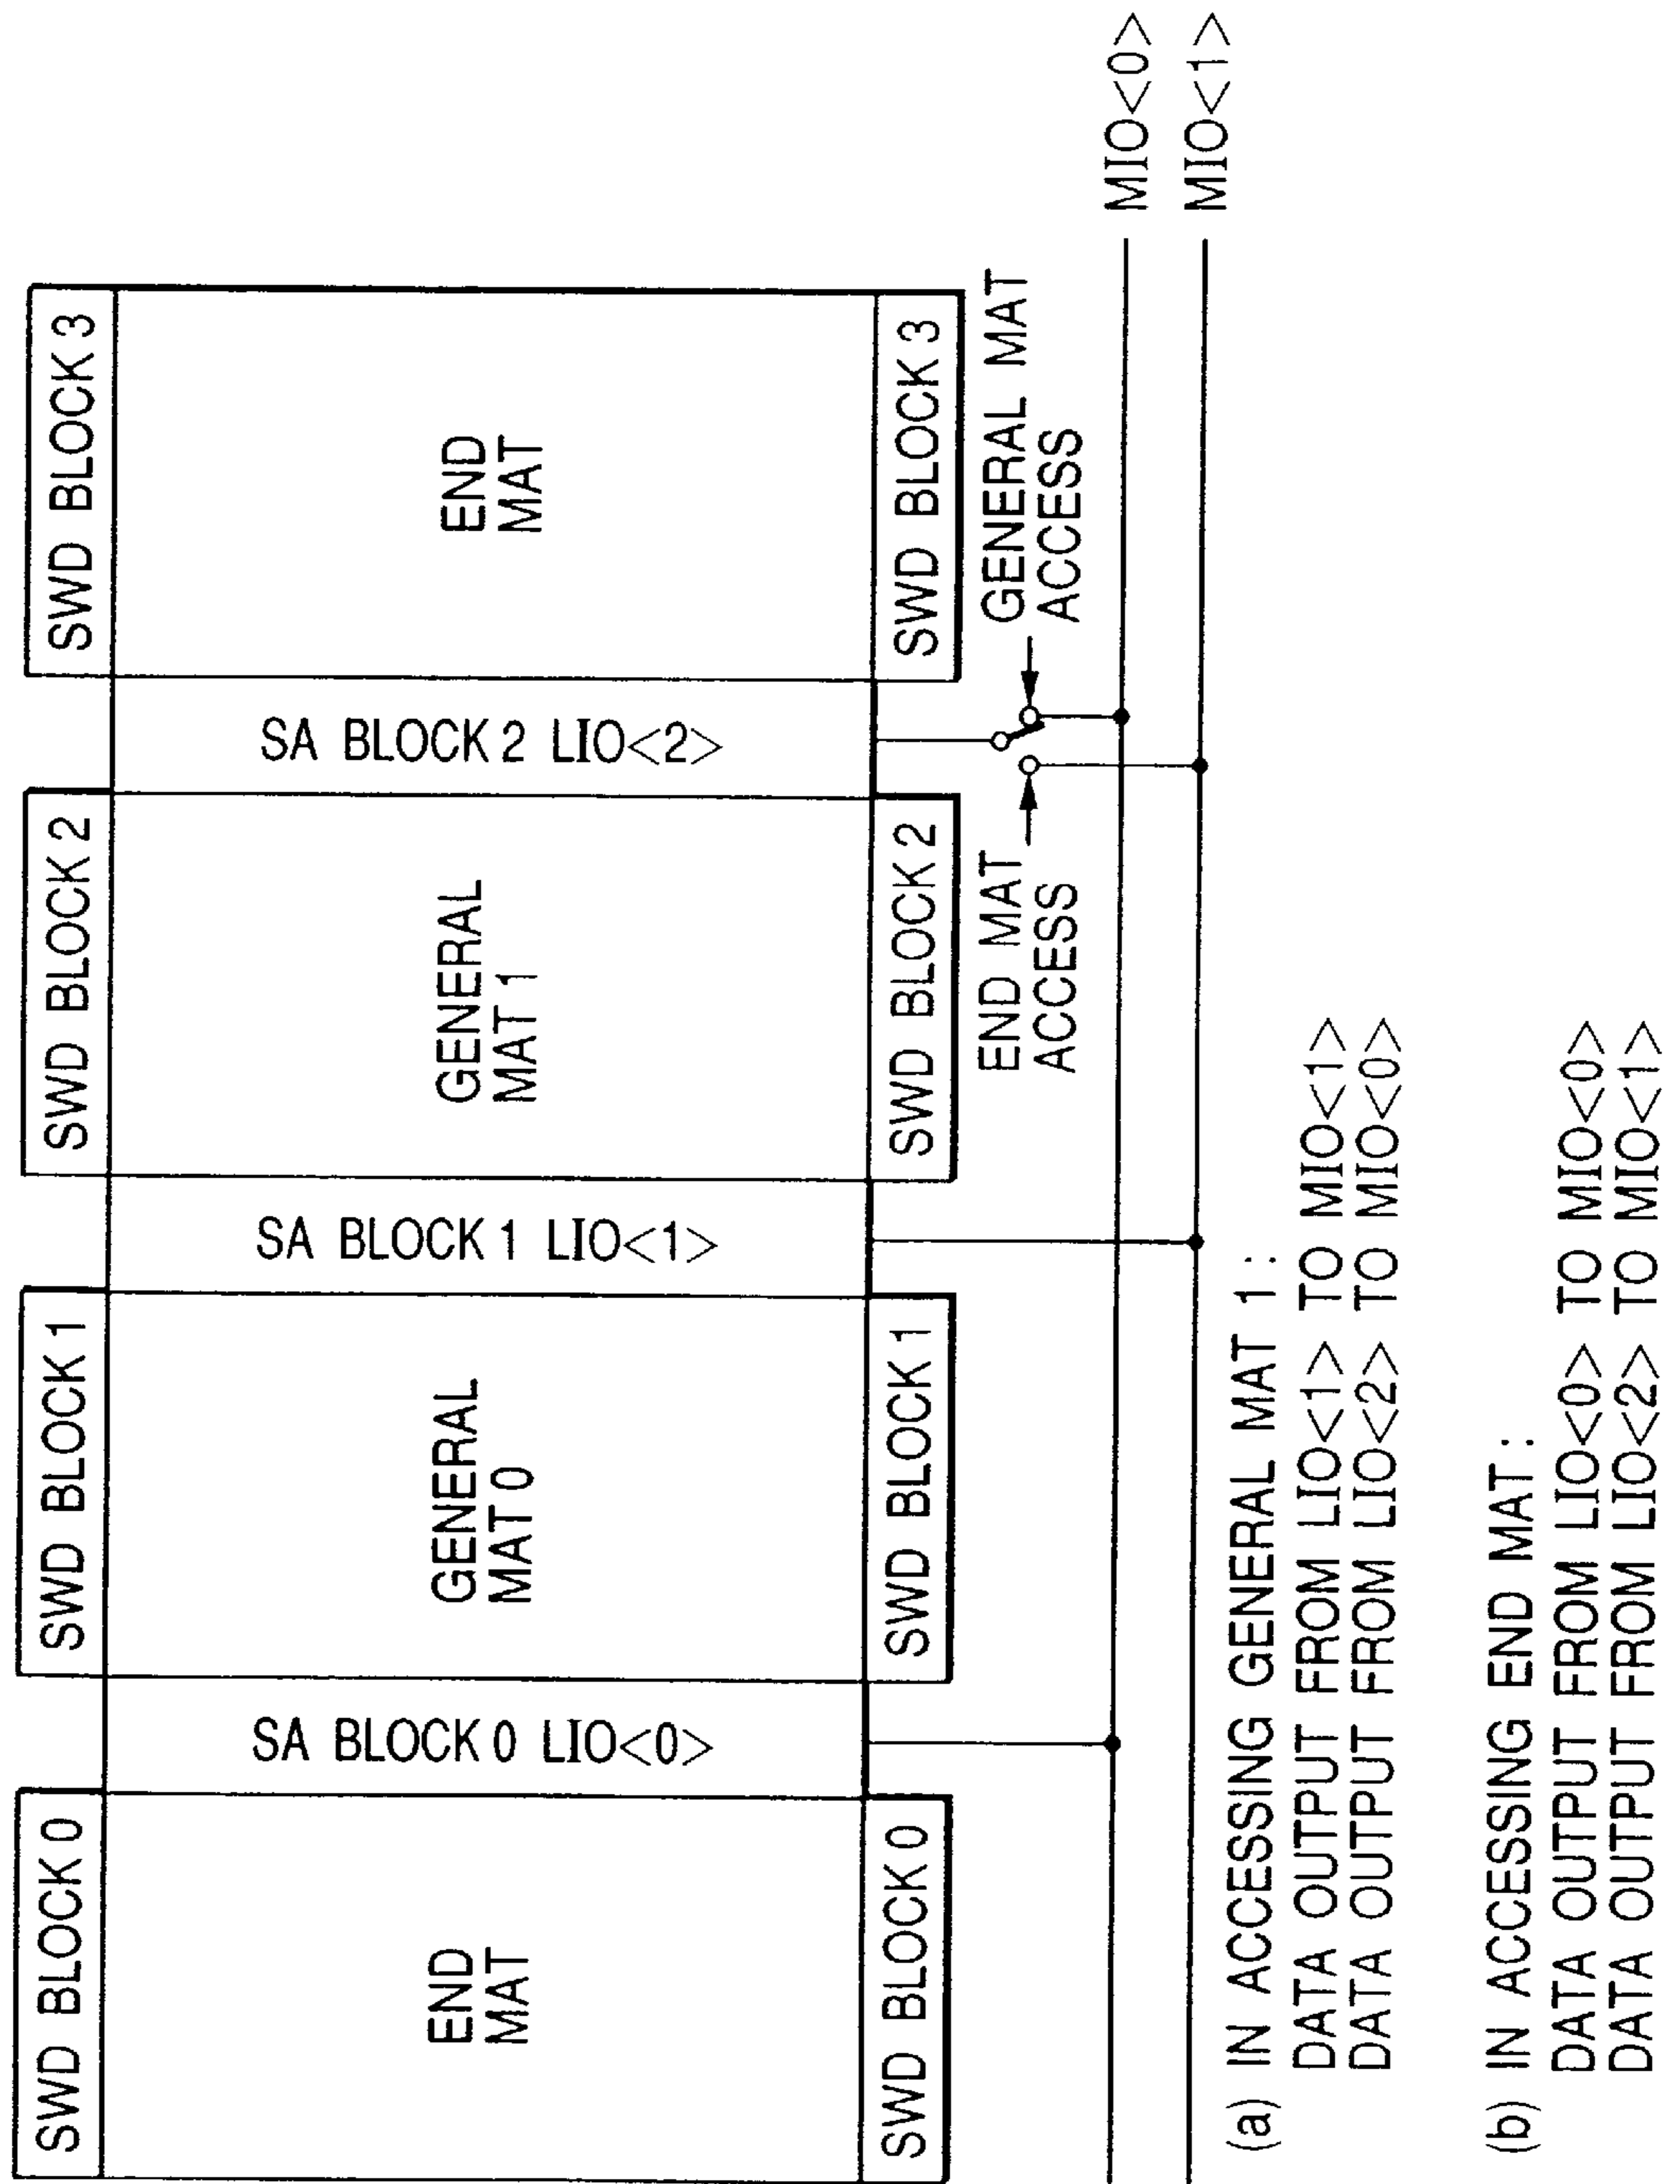 SWD BLOCK 0
SWD BLOCK 1
SWD BLOCK 2
SWD BLOCK 3
END
MAT
SA BLOCK 0 LIO<0>
GENERAL
MAT 0
SA BLOCK 1 LIO<1>
GENERAL
MAT 1
SA BLOCK 2 LIO<2>
END
MAT
SWD BLOCK 0
SWD BLOCK 1
SWD BLOCK 2
SWD BLOCK 3
END MAT
ACCESS
GENERAL MAT
ACCESS
MIO<0>
MIO<1>
(a) IN ACCESSING GENERAL MAT 1 :
DATA OUTPUT FROM LIO<1> TO MIO<1>
DATA OUTPUT FROM LIO<2> TO MIO<0>
(b) IN ACCESSING END MAT :
DATA OUTPUT FROM LIO<0> TO MIO<0>
DATA OUTPUT FROM LIO<2> TO MIO<1>